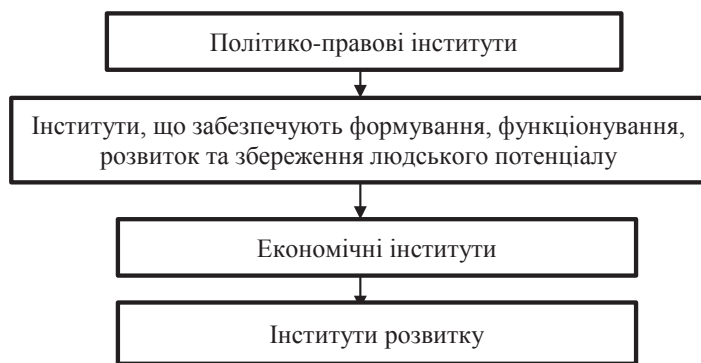 Політико-правові інститути
Інститути, що забезпечують формування, функціонування,
розвиток та збереження людського потенціалу
Економічні інститути
Інститути розвитку